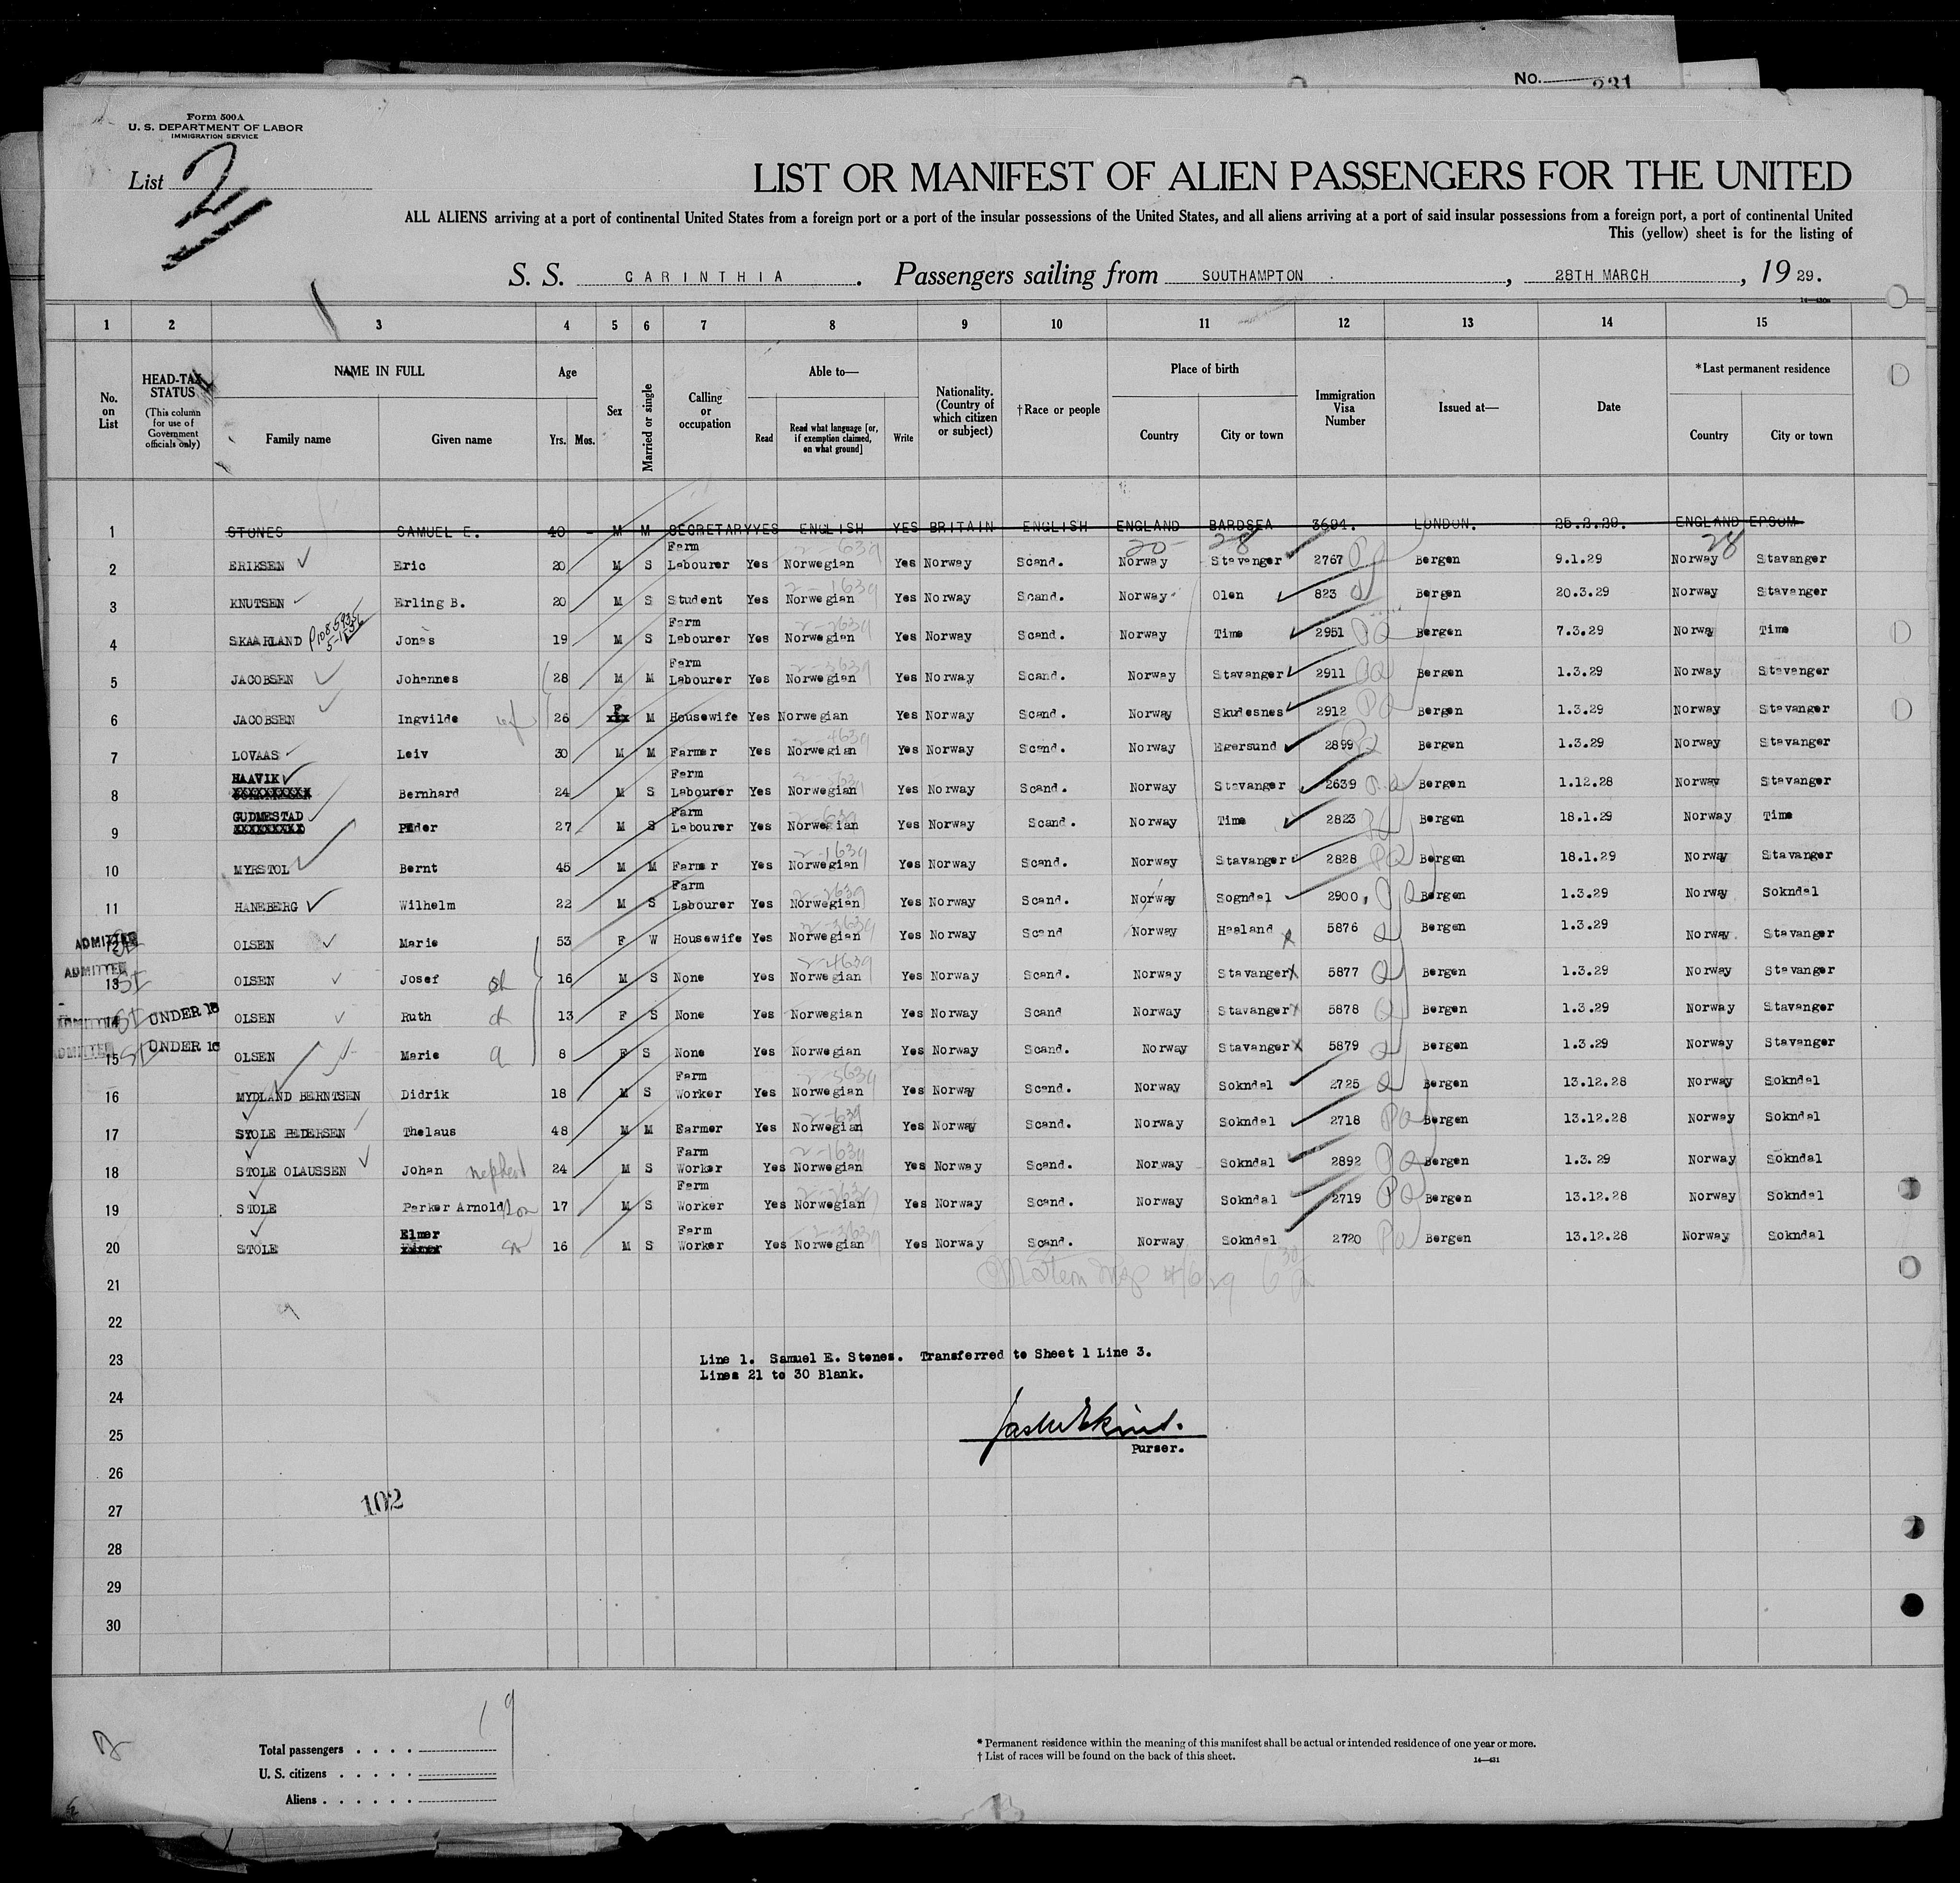 No. 231
Form 500A
U. S. DEPARTMENT OF LABOR
IMMIGRATION SERVICE
List 2
LIST OR MANIFEST OF ALIEN PASSENGERS FOR THE UNITED
ALL ALIENS arriving at a port of continental United States from a foreign port or a port of the insular possessions of the United States, and all aliens arriving at a port of said insular possessions from a foreign port, a port of continental United
This (yellow) sheet is for the listing of
S. S. CARINTHIA. Passengers sailing from SOUTHAMPTON, 28TH MARCH, 19 29.
1 2 3 4 5 6 7 8 9 10 11 12 13 14 15
No. on List
HEAD-TAX STATUS (This column for use of Government officials only)
NAME IN FULL Family name Given name
Age Yrs. Mos.
Sex
Married or single
Calling or occupation
Able to— Read Read what language [or, if exemption claimed, on what ground] Write
Nationality. (Country of which citizen or subject)
†Race or people
Place of birth Country City or town
Immigration Visa Number
Issued at—
Date
*Last permanent residence Country City or town
1 STONES SAMUEL E. 40 - M M SECRETARY YES ENGLISH YES BRITAIN ENGLISH ENGLAND BARDSEA 3694. LONDON. 25.2.29. ENGLAND EPSOM
20 28 28
2 ERIKSEN Eric 20 M S Farm Labourer Yes Norwegian Yes Norway Scand. Norway Stavanger 2767 Bergen 9.1.29 Norway Stavanger
3 KNUTSEN Erling B. 20 M S Student Yes Norwegian Yes Norway Scand. Norway Olen 823 Bergen 20.3.29 Norway Stavanger
4 SKAARLAND Jonas 19 M S Farm Labourer Yes Norwegian Yes Norway Scand. Norway Time 2951 Bergen 7.3.29 Norway Time
5 JACOBSEN Johannes 28 M M Farm Labourer Yes Norwegian Yes Norway Scand. Norway Stavanger 2911 Bergen 1.3.29 Norway Stavanger
6 JACOBSEN Ingvilde 26 F M Housewife Yes Norwegian Yes Norway Scand. Norway Skudesnes 2912 Bergen 1.3.29 Norway Stavanger
7 LOVAAS Leiv 30 M M Farmer Yes Norwegian Yes Norway Scand. Norway Egersund 2899 Bergen 1.3.29 Norway Stavanger
8 HAAVIK Bernhard 24 M S Farm Labourer Yes Norwegian Yes Norway Scand. Norway Stavanger 2639 Bergen 1.12.28 Norway Stavanger
9 GUDMESTAD Peder 27 M S Farm Labourer Yes Norwegian Yes Norway Scand. Norway Time 2823 Bergen 18.1.29 Norway Time
10 MYRSTOL Bernt 45 M M Farmer Yes Norwegian Yes Norway Scand. Norway Stavanger 2828 Bergen 18.1.29 Norway Stavanger
11 HANEBERG Wilhelm 22 M S Farm Labourer Yes Norwegian Yes Norway Scand. Norway Sogndal 2900 Bergen 1.3.29 Norway Sokndal
ADMITTED 12 SI OLSEN Marie 53 F W Housewife Yes Norwegian Yes Norway Scand Norway Haaland 5876 Bergen 1.3.29 Norway Stavanger
ADMITTED 13 SI OLSEN Josef ch 16 M S None Yes Norwegian Yes Norway Scand. Norway Stavanger 5877 Bergen 1.3.29 Norway Stavanger
ADMITTED 14 SI UNDER 16 OLSEN Ruth ch 13 F S None Yes Norwegian Yes Norway Scand Norway Stavanger 5878 Bergen 1.3.29 Norway Stavanger
ADMITTED 15 SI UNDER 16 OLSEN Marie 8 F S None Yes Norwegian Yes Norway Scand. Norway Stavanger 5879 Bergen 1.3.29 Norway Stavanger
16 MYDLAND BERNTSEN Didrik 18 M S Farm Worker Yes Norwegian Yes Norway Scand. Norway Sokndal 2725 Bergen 13.12.28 Norway Sokndal
17 STOLE PEDERSEN Thelaus 48 M M Farmer Yes Norwegian Yes Norway Scand. Norway Sokndal 2718 Bergen 13.12.28 Norway Sokndal
18 STOLE OLAUSSEN Johan nephew 24 M S Farm Worker Yes Norwegian Yes Norway Scand. Norway Sokndal 2892 Bergen 1.3.29 Norway Sokndal
19 STOLE Parker Arnold son 17 M S Farm Worker Yes Norwegian Yes Norway Scand. Norway Sokndal 2719 Bergen 13.12.28 Norway Sokndal
20 STOLE Elmer 16 M S Farm Worker Yes Norwegian Yes Norway Scand. Norway Sokndal 2720 Bergen 13.12.28 Norway Sokndal
21
22
23 Line 1. Samuel E. Stones. Transferred to Sheet 1 Line 3.
Lines 21 to 30 Blank.
24
25
Purser.
26
27 102
28
29
30
19
Total passengers . . . .
U. S. citizens . . . . .
Aliens . . . . . .
* Permanent residence within the meaning of this manifest shall be actual or intended residence of one year or more.
† List of races will be found on the back of this sheet.
14—431